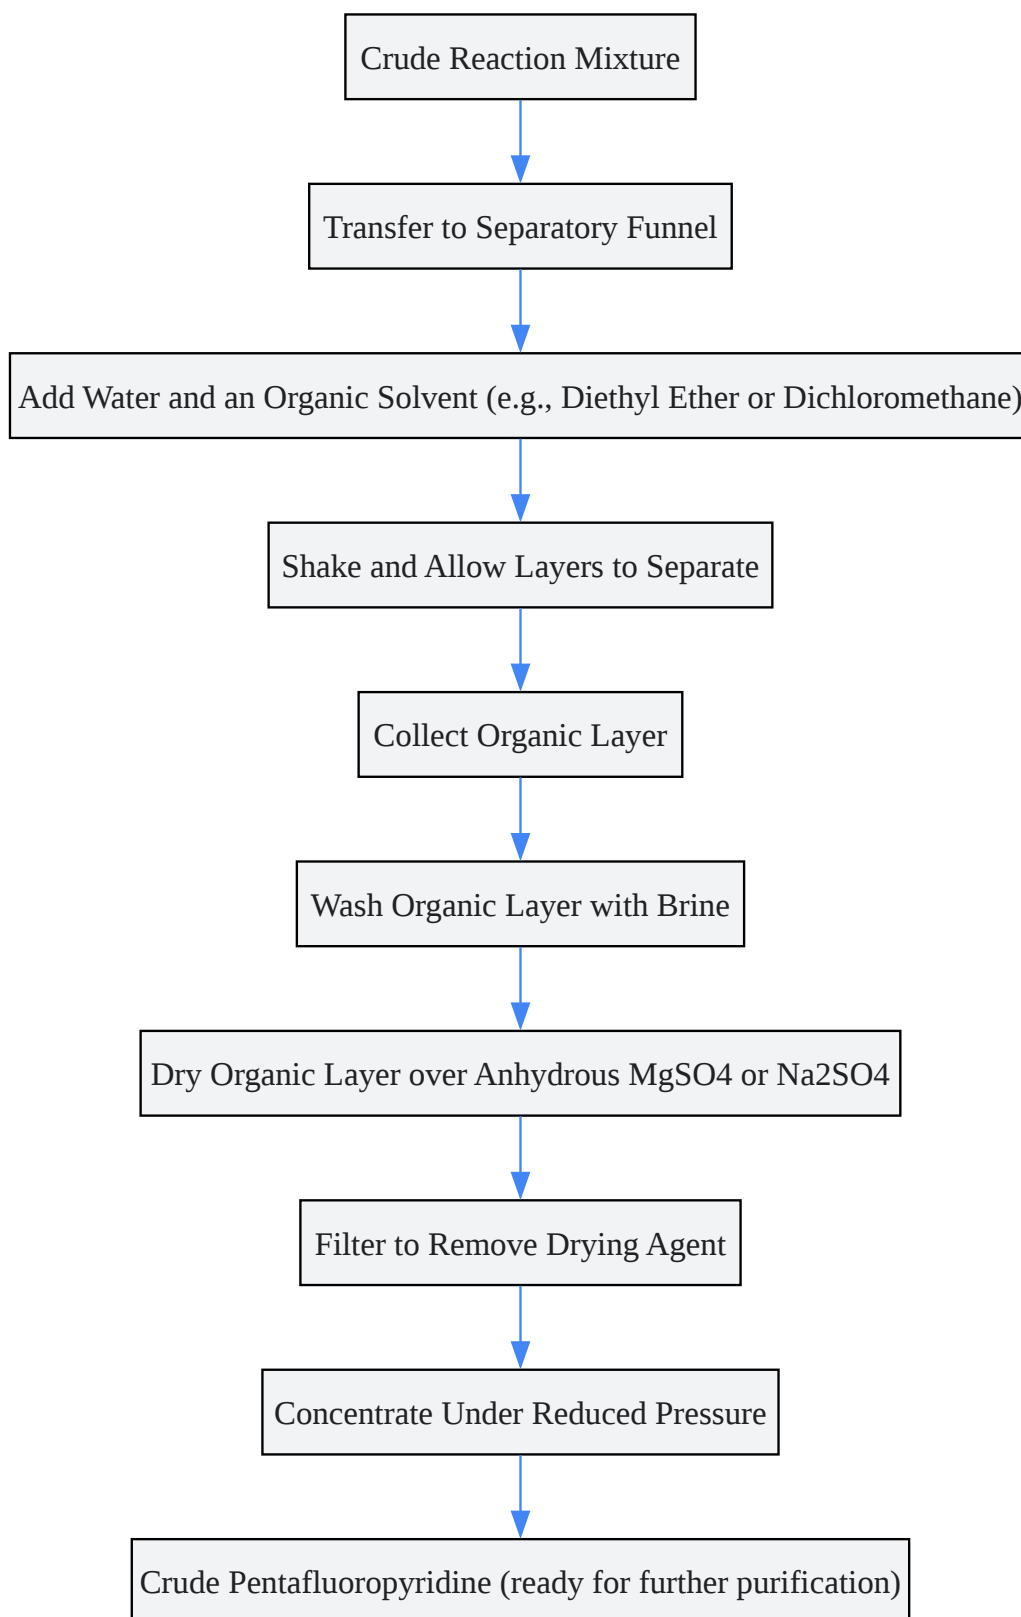 Crude Reaction Mixture
Transfer to Separatory Funnel
Add Water and an Organic Solvent (e.g., Diethyl Ether or Dichloromethane)
Shake and Allow Layers to Separate
Collect Organic Layer
Wash Organic Layer with Brine
Dry Organic Layer over Anhydrous MgSO4 or Na2SO4
Filter to Remove Drying Agent
Concentrate Under Reduced Pressure
Crude Pentafluoropyridine (ready for further purification)